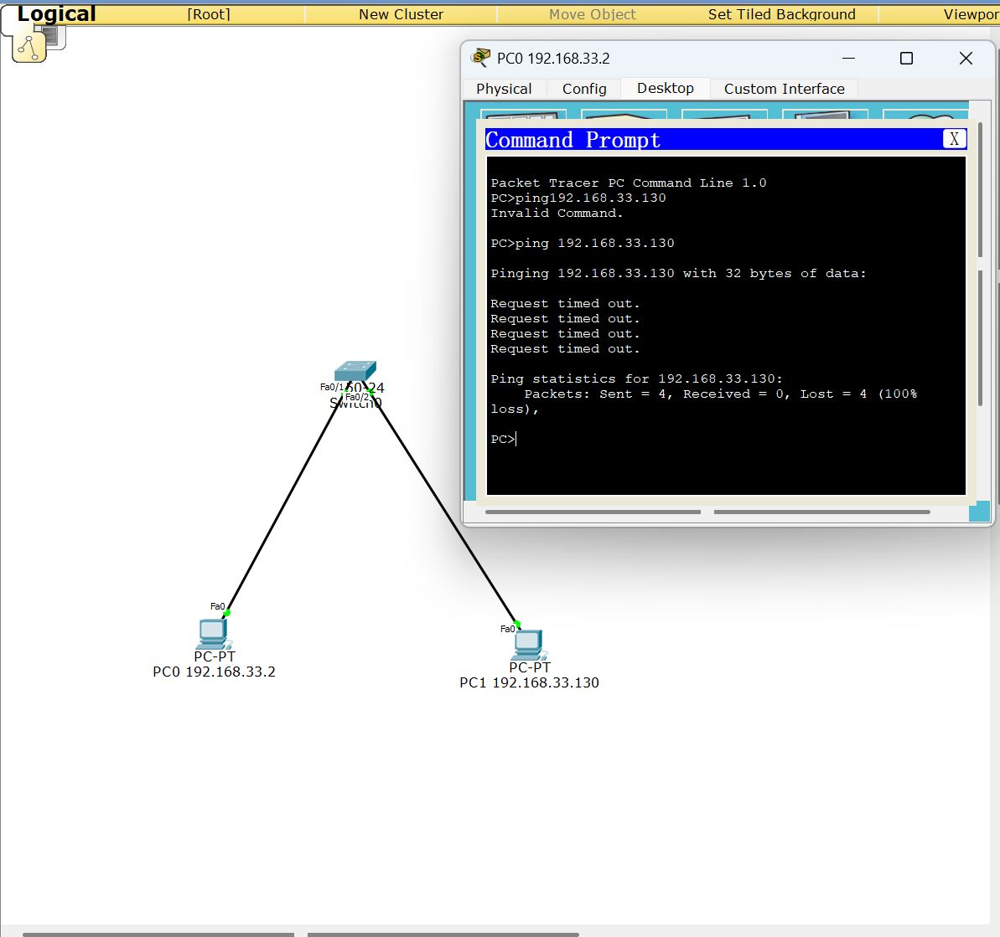 Logical [Root] New Cluster Move Object Set Tiled Background Viewpor
PC0 192.168.33.2
Physical Config Desktop Custom Interface
Command Prompt X
Packet Tracer PC Command Line 1.0
PC>ping192.168.33.130
Invalid Command.
PC>ping 192.168.33.130
Pinging 192.168.33.130 with 32 bytes of data:
Request timed out.
Request timed out.
Request timed out.
Request timed out.
Ping statistics for 192.168.33.130:
Packets: Sent = 4, Received = 0, Lost = 4 (100%
loss),
PC>
Fa0/1 60-24
Fa0/2
Switch0
Fa0
PC-PT
PC0 192.168.33.2
Fa0
PC-PT
PC1 192.168.33.130